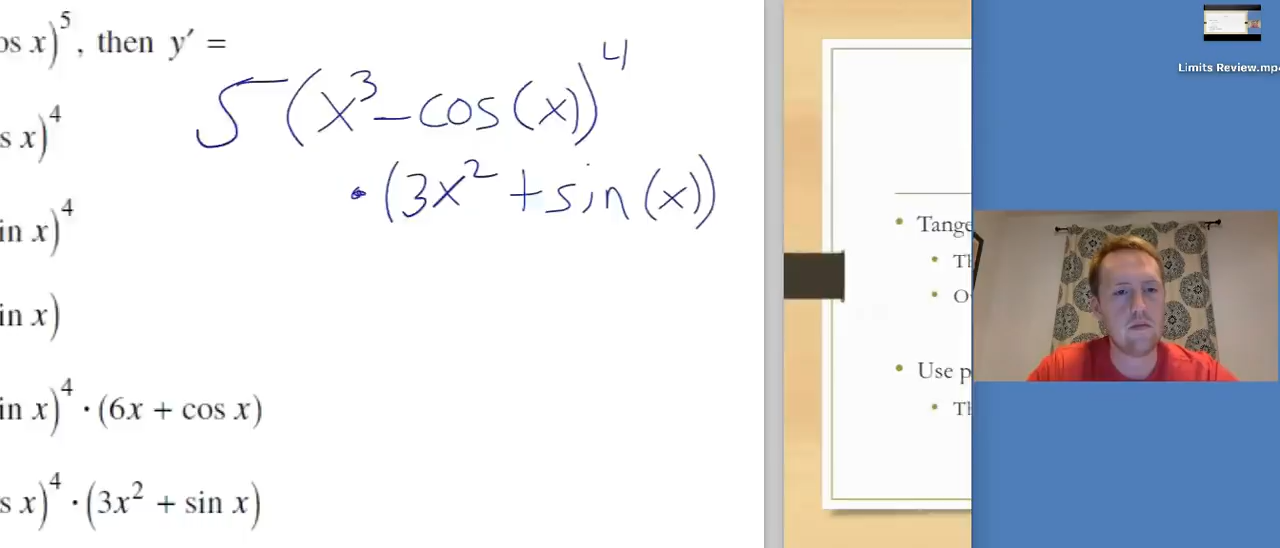 os x)^5, then y′ =
5(x^3 – cos(x))^4
• (3x^2 + sin(x))
s x)^4
in x)^4
in x)
in x)^4 · (6x + cos x)
s x)^4 · (3x^2 + sin x)
Tange
Th
O
Use p
Th
Limits Review.mp4